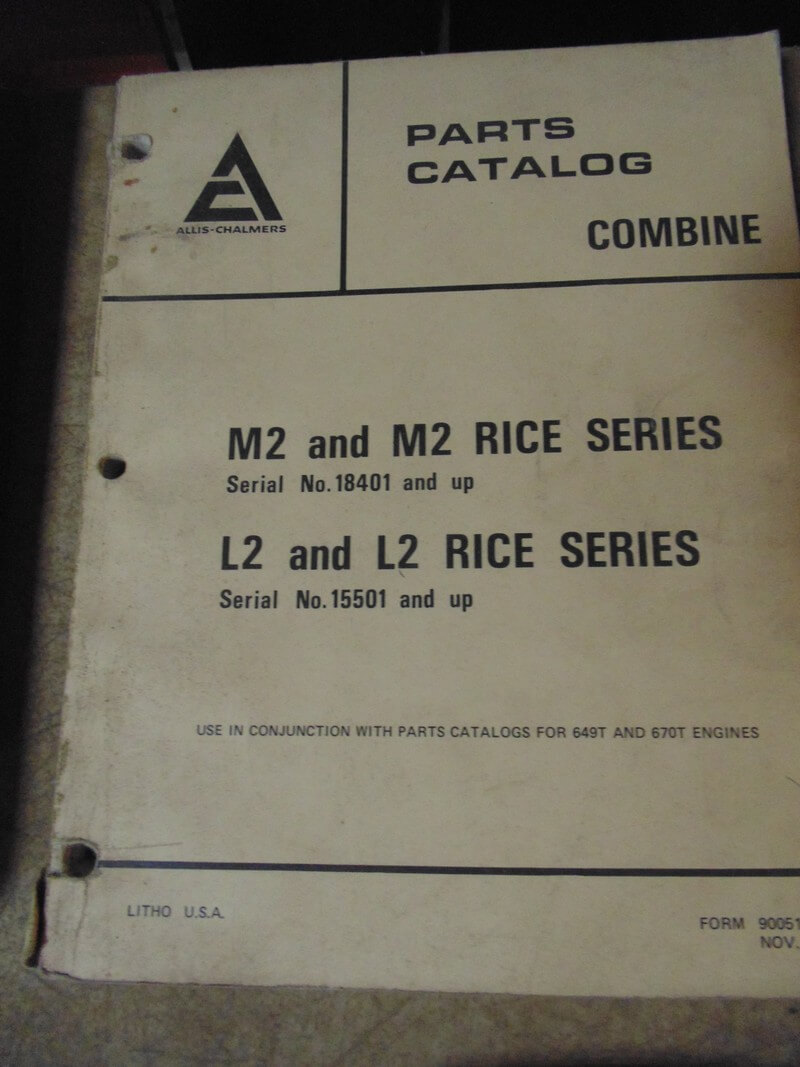 ALLIS-CHALMERS
PARTS
CATALOG
COMBINE
M2 and M2 RICE SERIES
Serial No.18401 and up
L2 and L2 RICE SERIES
Serial No.15501 and up
USE IN CONJUNCTION WITH PARTS CATALOGS FOR 649T AND 670T ENGINES
LITHO U.S.A.
FORM 90051
NOV.